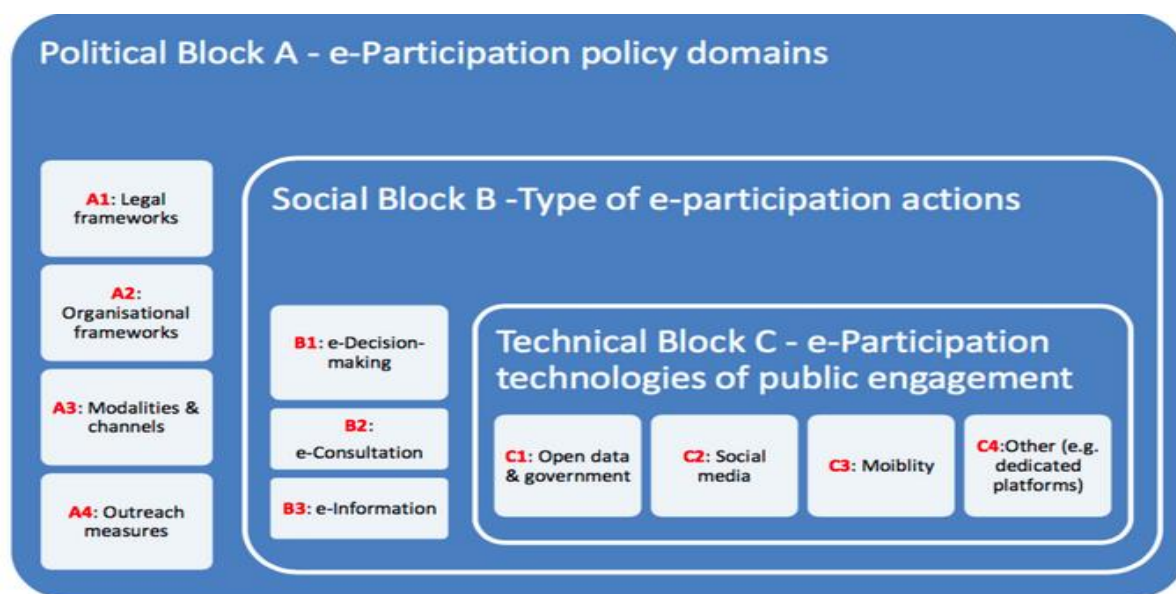 Political Block A - e-Participation policy domains
A1: Legal
frameworks
A2:
Organisational
frameworks
A3: Modalities &
channels
A4: Outreach
measures
Social Block B -Type of e-participation actions
B1: e-Decision-
making
B2:
e-Consultation
B3: e-Information
Technical Block C - e-Participation
technologies of public engagement
C1: Open data
& government
C2: Social
media
C3: Moiblity
C4:Other (e.g.
dedicated
platforms)